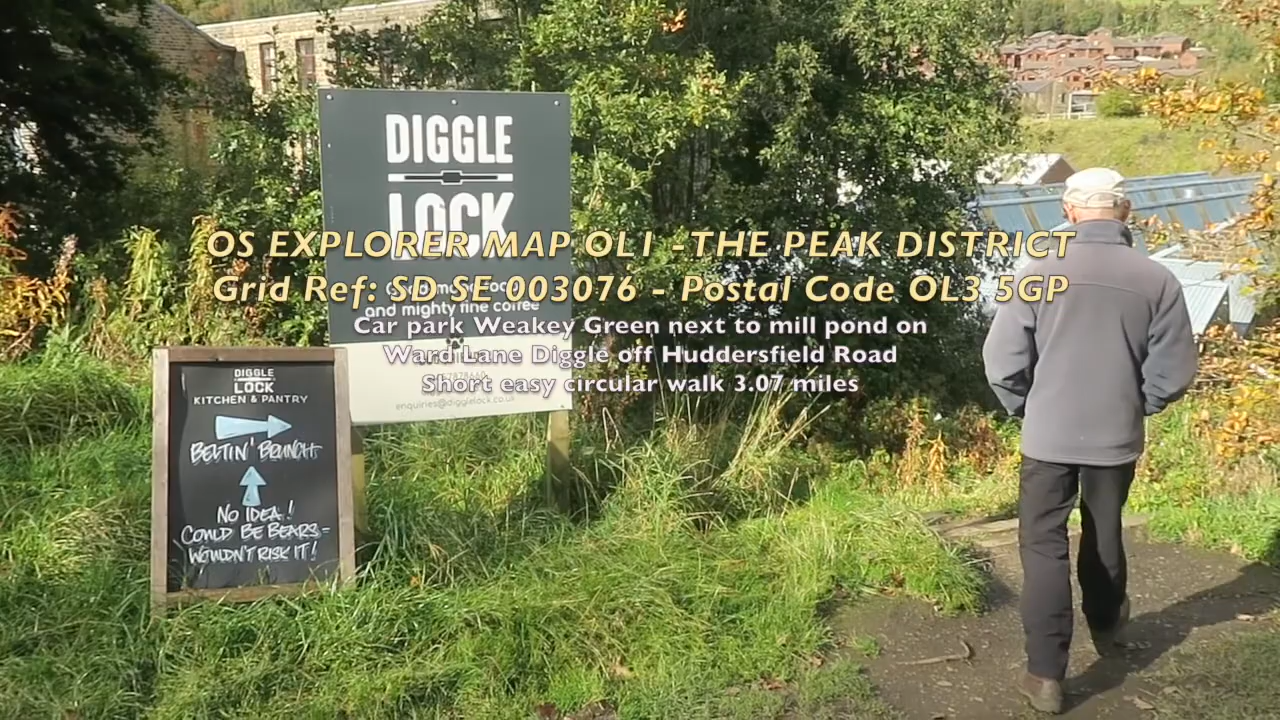 DIGGLE
LOCK
OS EXPLORER MAP OL1 - THE PEAK DISTRICT
Grid Ref: SD SE 003076 - Postal Code OL3 5GP
and mighty fine coffee
Car park Weakey Green next to mill pond on
Ward Lane Diggle off Huddersfield Road
Short easy circular walk 3.07 miles
enquiries@digglelock.co.uk
DIGGLE
LOCK
KITCHEN & PANTRY
BELTIN' BRUNCH
NO IDEA!
COULD BE BEARS -
WOULDN'T RISK IT!